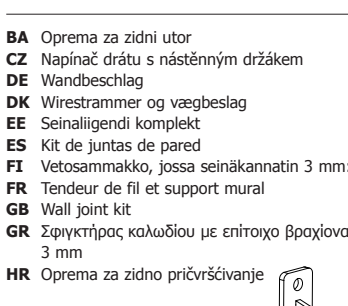 BA Oprema za zidni utor
CZ Napínač drátu s nástěnným držákem
DE Wandbeschlag
DK Wirestrammer og vægbeslag
EE Seinaliigendi komplekt
ES Kit de juntas de pared
FI Vetosammakko, jossa seinäkannatin 3 mm:
FR Tendeur de fil et support mural
GB Wall joint kit
GR Σφιγκτήρας καλωδίου με επίτοιχο βραχίονα
3 mm
HR Oprema za zidno pričvršćivanje